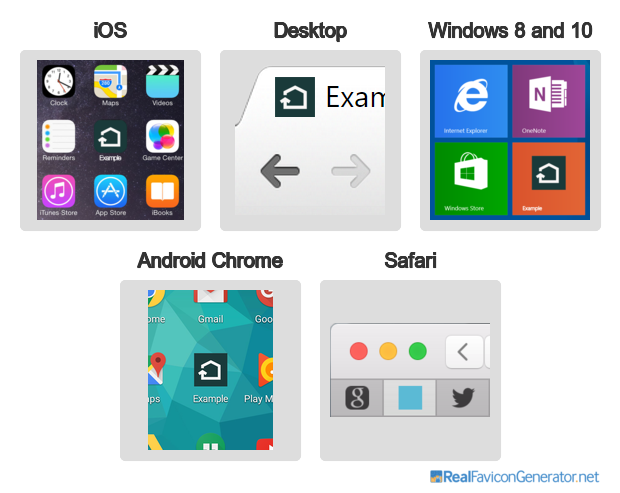 iOS
Desktop
Windows 8 and 10
Clock
Maps
Videos
Reminders
Example
Game Center
iTunes Store
App Store
iBooks
Exam
Internet Explorer
OneNote
Windows Store
Example
Android Chrome
Safari
ome
Gmail
Goo
aps
Example
Play M
g
RealFaviconGenerator.net